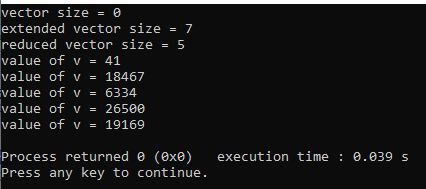 vector size = 0
extended vector size = 7
reduced vector size = 5
value of v = 41
value of v = 18467
value of v = 6334
value of v = 26500
value of v = 19169
Process returned 0 (0x0)   execution time : 0.039 s
Press any key to continue.